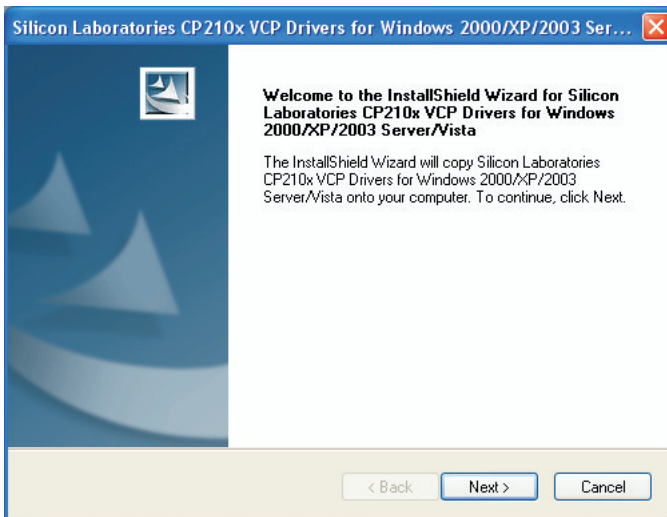 Silicon Laboratories CP210x VCP Drivers for Windows 2000/XP/2003 Ser...
Welcome to the InstallShield Wizard for Silicon
Laboratories CP210x VCP Drivers for Windows
2000/XP/2003 Server/Vista
The InstallShield Wizard will copy Silicon Laboratories
CP210x VCP Drivers for Windows 2000/XP/2003
Server/Vista onto your computer. To continue, click Next.
< Back
Next >
Cancel